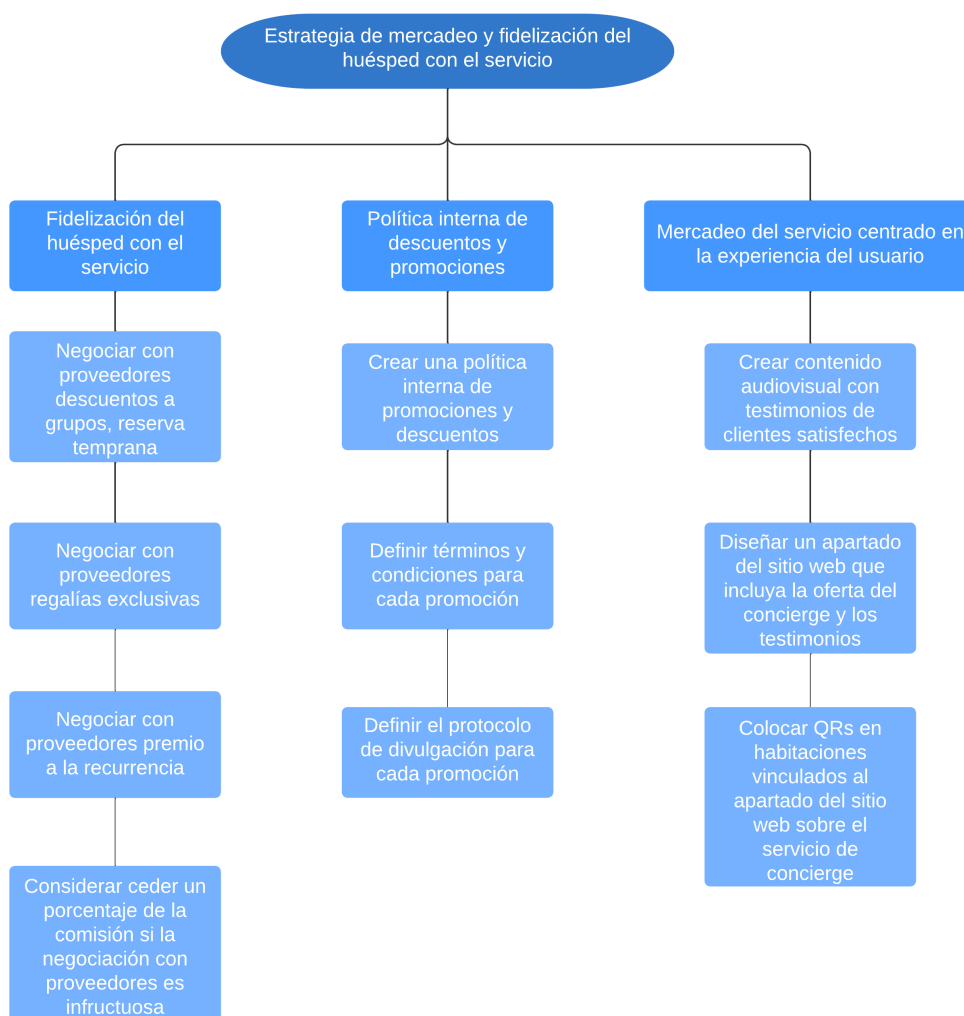 Estrategia de mercadeo y fidelización del
huésped con el servicio
Fidelización del
huésped con el
servicio
Negociar con
proveedores
descuentos a
grupos, reserva
temprana
Negociar con
proveedores
regalías exclusivas
Negociar con
proveedores premio
a la recurrencia
Considerar ceder un
porcentaje de la
comisión si la
negociación con
proveedores es
infructuosa
Política interna de
descuentos y
promociones
Crear una política
interna de
promociones y
descuentos
Definir términos y
condiciones para
cada promoción
Definir el protocolo
de divulgación para
cada promoción
Mercadeo del servicio centrado en
la experiencia del usuario
Crear contenido
audiovisual con
testimonios de
clientes satisfechos
Diseñar un apartado
del sitio web que
incluya la oferta del
concierge y los
testimonios
Colocar QRs en
habitaciones
vinculados al
apartado del sitio
web sobre el
servicio de
concierge